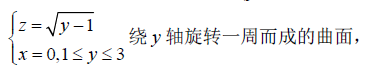 z = √(y−1)
x = 0,1 ≤ y ≤ 3 绕 y 轴旋转一周而成的曲面，